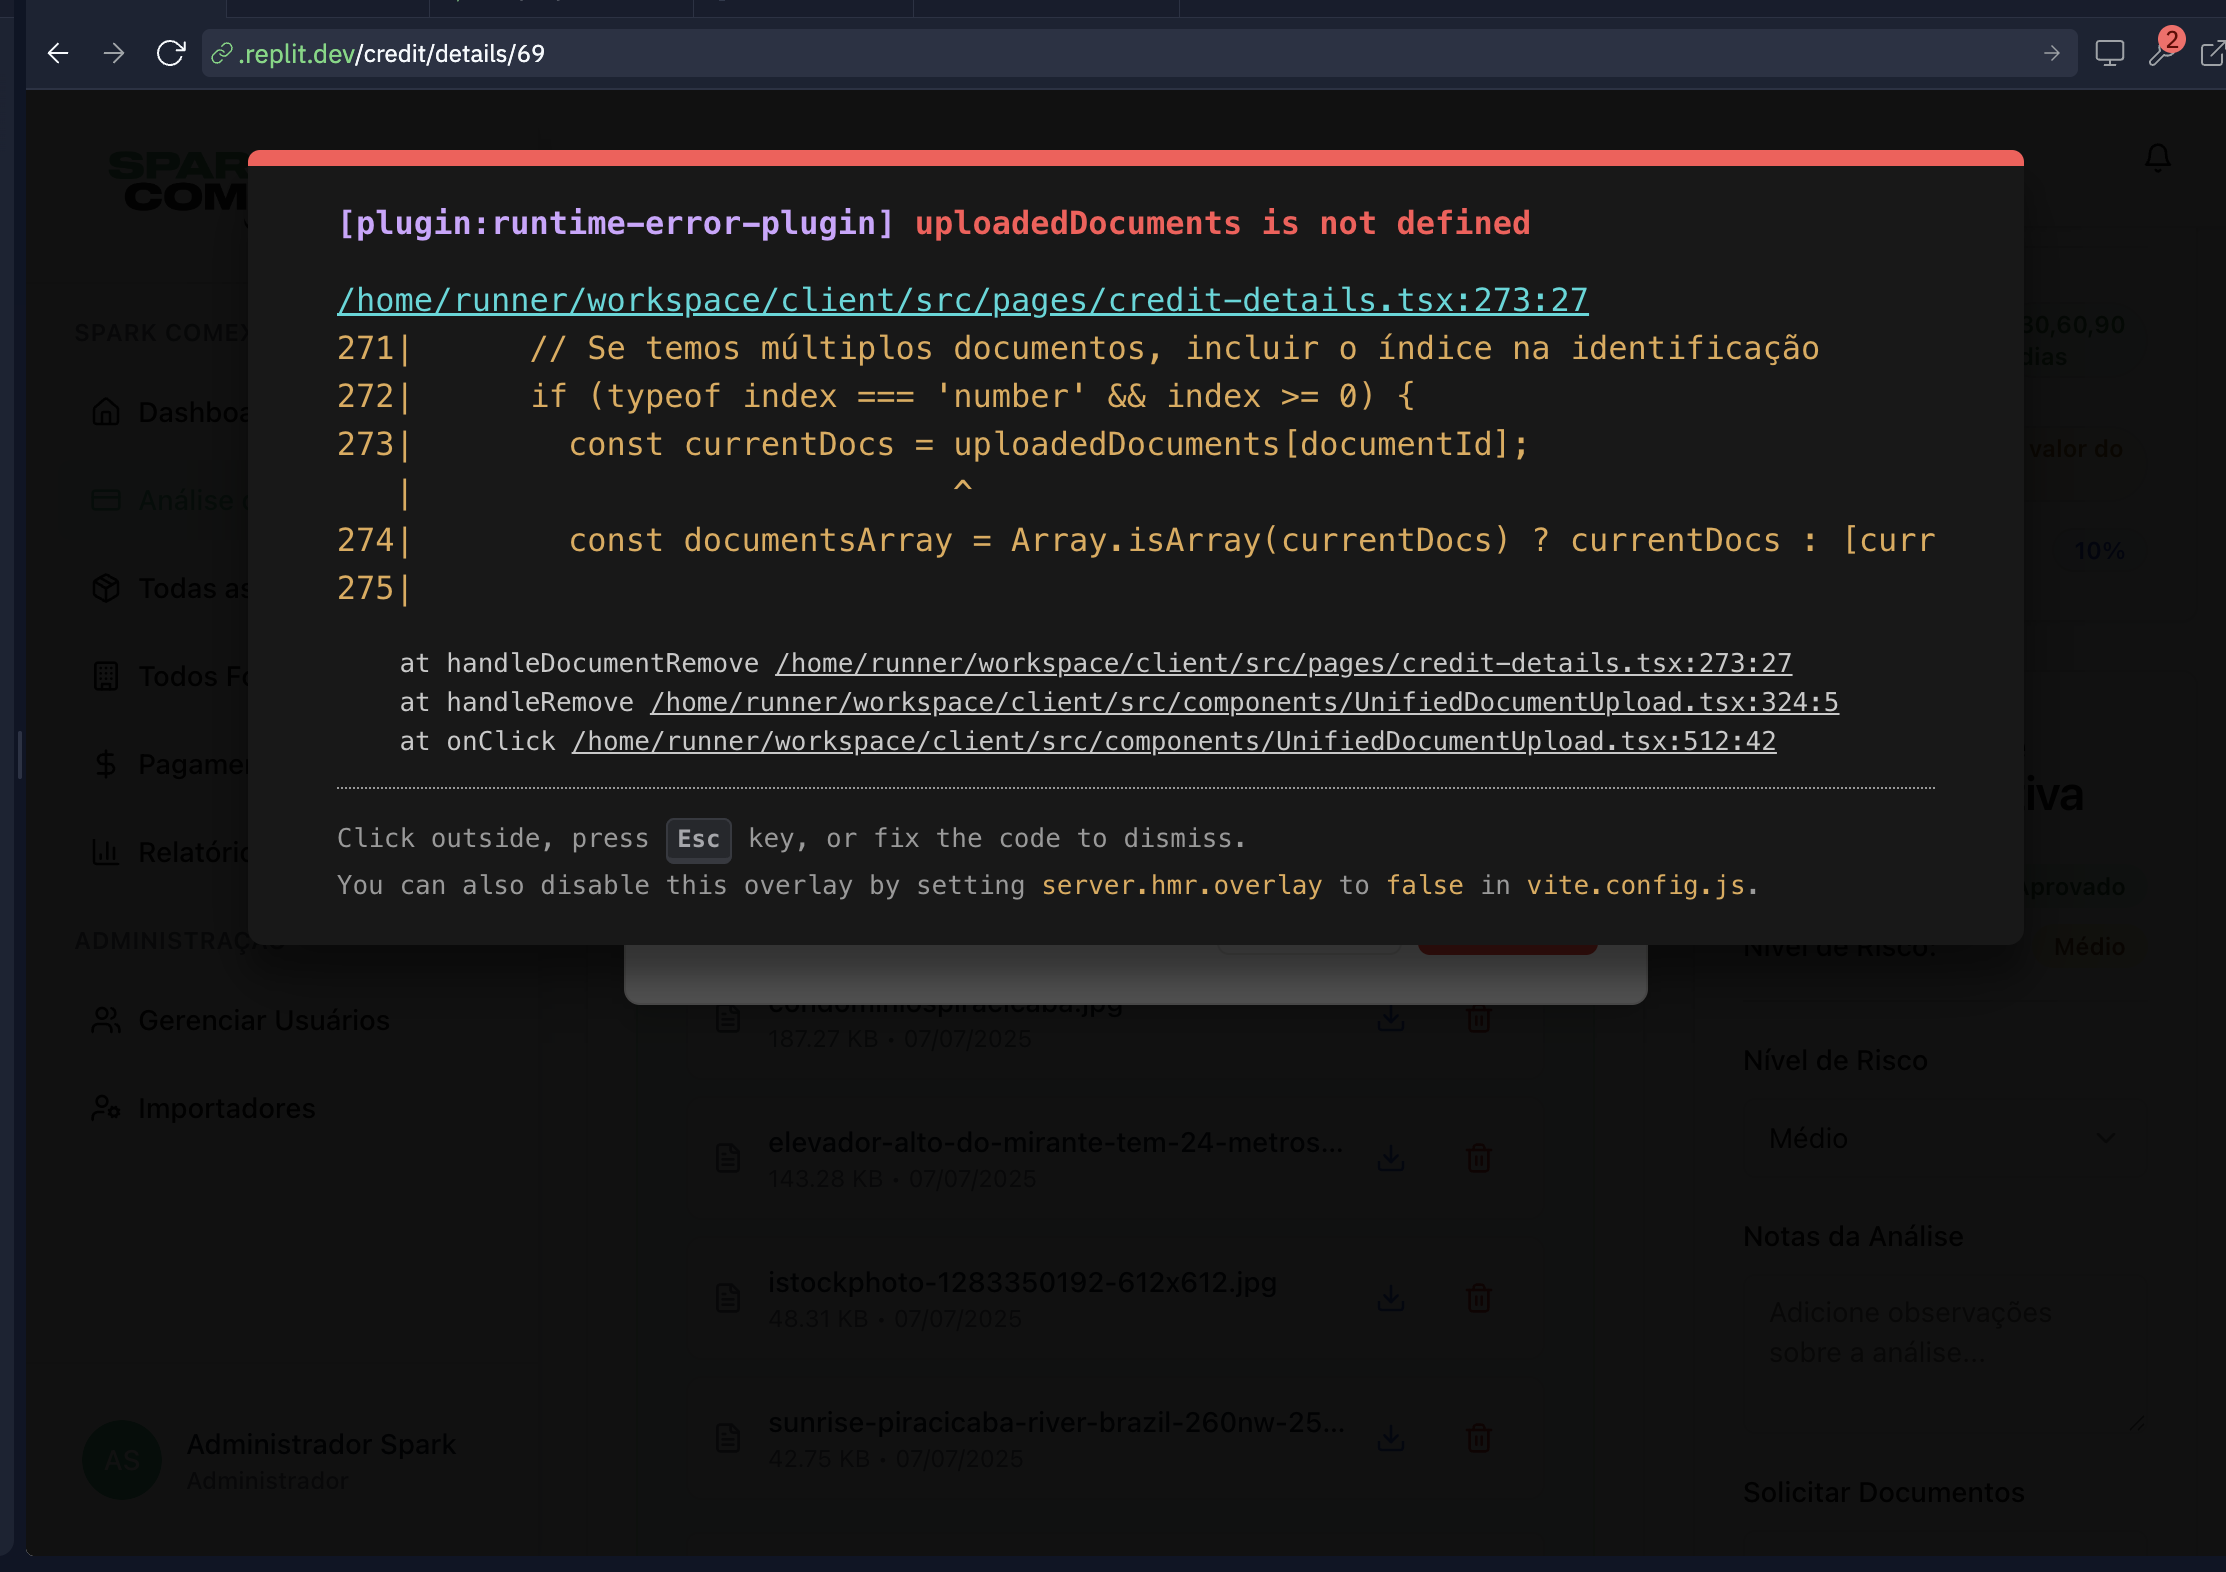 .replit.dev/credit/details/69
2
SPAR
COM
[plugin:runtime-error-plugin] uploadedDocuments is not defined
/home/runner/workspace/client/src/pages/credit-details.tsx:273:27
271|      // Se temos múltiplos documentos, incluir o índice na identificação
272|      if (typeof index === 'number' && index >= 0) {
273|        const currentDocs = uploadedDocuments[documentId];
   |                            ^
274|        const documentsArray = Array.isArray(currentDocs) ? currentDocs : [curr
275|
at handleDocumentRemove /home/runner/workspace/client/src/pages/credit-details.tsx:273:27
at handleRemove /home/runner/workspace/client/src/components/UnifiedDocumentUpload.tsx:324:5
at onClick /home/runner/workspace/client/src/components/UnifiedDocumentUpload.tsx:512:42
Click outside, press Esc key, or fix the code to dismiss.
You can also disable this overlay by setting server.hmr.overlay to false in vite.config.js.
SPARK COMEX
Dashboa
Análise
Todas as
Todos Fo
Pagamen
Relatório
ADMINISTRAÇÃO
Gerenciar Usuários
Importadores
AS
Administrador Spark
Administrador
condominiospiracicaba.jpg
187.27 KB • 07/07/2025
elevador-alto-do-mirante-tem-24-metros...
143.28 KB • 07/07/2025
istockphoto-1283350192-612x612.jpg
48.31 KB • 07/07/2025
sunrise-piracicaba-river-brazil-260nw-25...
42.75 KB • 07/07/2025
30,60,90
dias
valor do
10%
iva
Aprovado
Nível de Risco:
Médio
Nível de Risco
Médio
Notas da Análise
Adicione observações
sobre a análise...
Solicitar Documentos